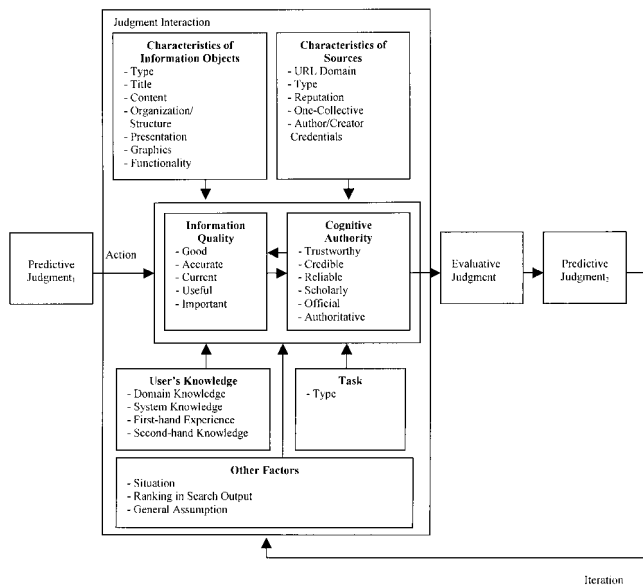 Judgment Interaction
Characteristics of
Information Objects
- Type
- Title
- Content
- Organization/
Structure
- Presentation
- Graphics
- Functionality
Characteristics of
Sources
- URL Domain
- Type
- Reputation
- One-Collective
- Author/Creator
Credentials
Predictive
Judgment₁
Action
Information
Quality
- Good
- Accurate
- Current
- Useful
- Important
Cognitive
Authority
- Trustworthy
- Credible
- Reliable
- Scholarly
- Official
- Authoritative
Evaluative
Judgment
Predictive
Judgment₂
User's Knowledge
- Domain Knowledge
- System Knowledge
- First-hand Experience
- Second-hand Knowledge
Task
- Type
Other Factors
- Situation
- Ranking in Search Output
- General Assumption
Iteration